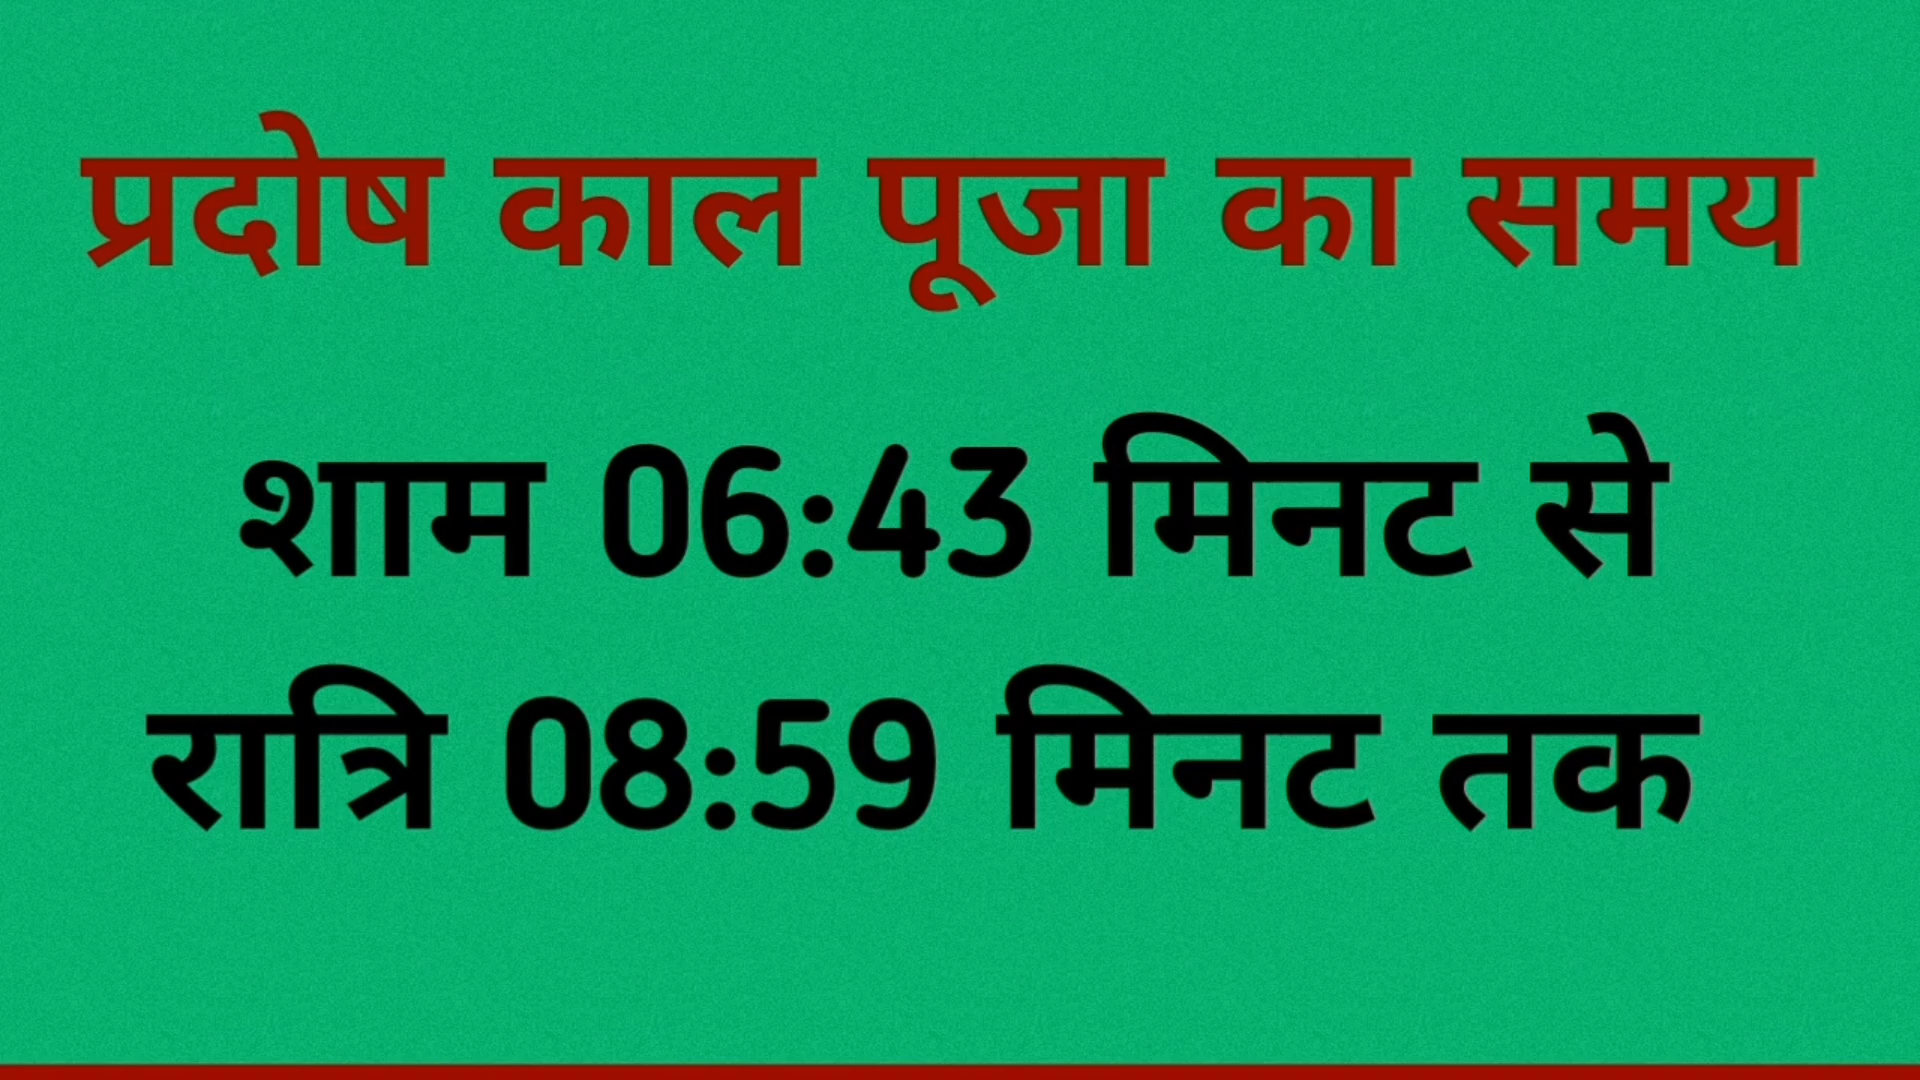 प्रदोष काल पूजा का समय
शाम 06:43 मिनट से
रात्रि 08:59 मिनट तक